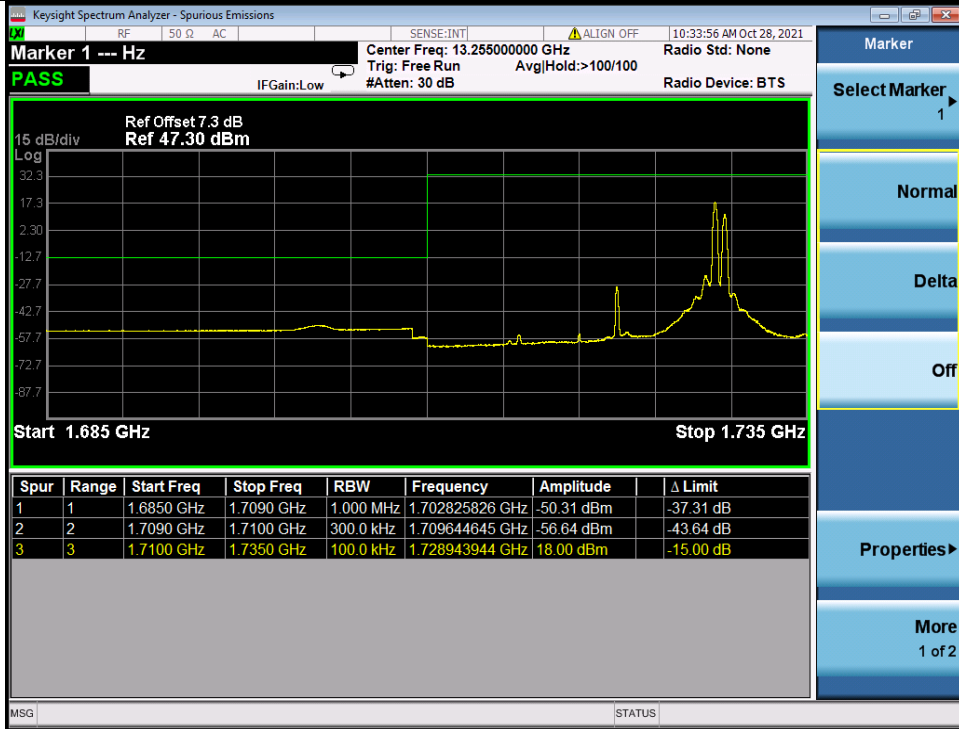 Keysight Spectrum Analyzer - Spurious Emissions
LXI RF 50 Ω AC SENSE:INT ALIGN OFF 10:33:56 AM Oct 28, 2021
Marker 1 --- Hz
Center Freq: 13.255000000 GHz
Radio Std: None
Trig: Free Run Avg|Hold:>100/100
PASS
IFGain:Low
#Atten: 30 dB
Radio Device: BTS
Ref Offset 7.3 dB
15 dB/div Ref 47.30 dBm
Log
32.3
17.3
2.30
-12.7
-27.7
-42.7
-57.7
-72.7
-87.7
Start 1.685 GHz Stop 1.735 GHz
Spur Range Start Freq Stop Freq RBW Frequency Amplitude Δ Limit
1 1 1.6850 GHz 1.7090 GHz 1.000 MHz 1.702825826 GHz -50.31 dBm -37.31 dB
2 2 1.7090 GHz 1.7100 GHz 300.0 kHz 1.709644645 GHz -56.64 dBm -43.64 dB
3 3 1.7100 GHz 1.7350 GHz 100.0 kHz 1.728943944 GHz 18.00 dBm -15.00 dB
MSG STATUS
Marker
Select Marker
1
Normal
Delta
Off
Properties
More
1 of 2